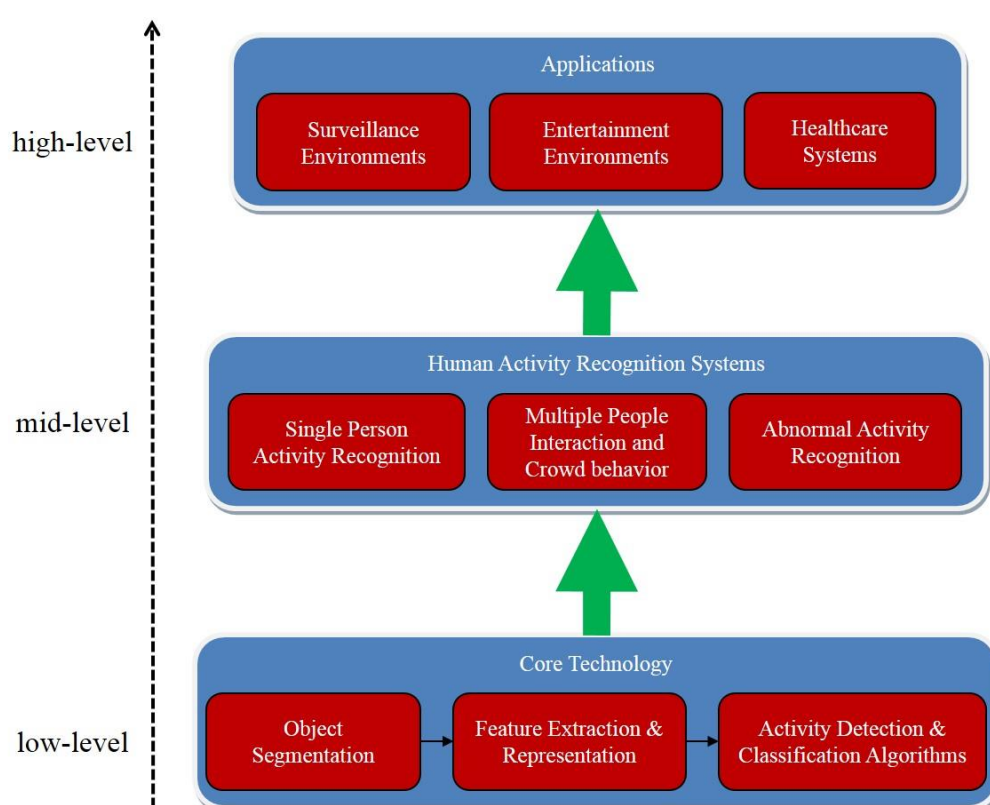 high-level
Applications
Surveillance
Environments
Entertainment
Environments
Healthcare
Systems
mid-level
Human Activity Recognition Systems
Single Person
Activity Recognition
Multiple People
Interaction and
Crowd behavior
Abnormal Activity
Recognition
low-level
Core Technology
Object
Segmentation
Feature Extraction &
Representation
Activity Detection &
Classification Algorithms